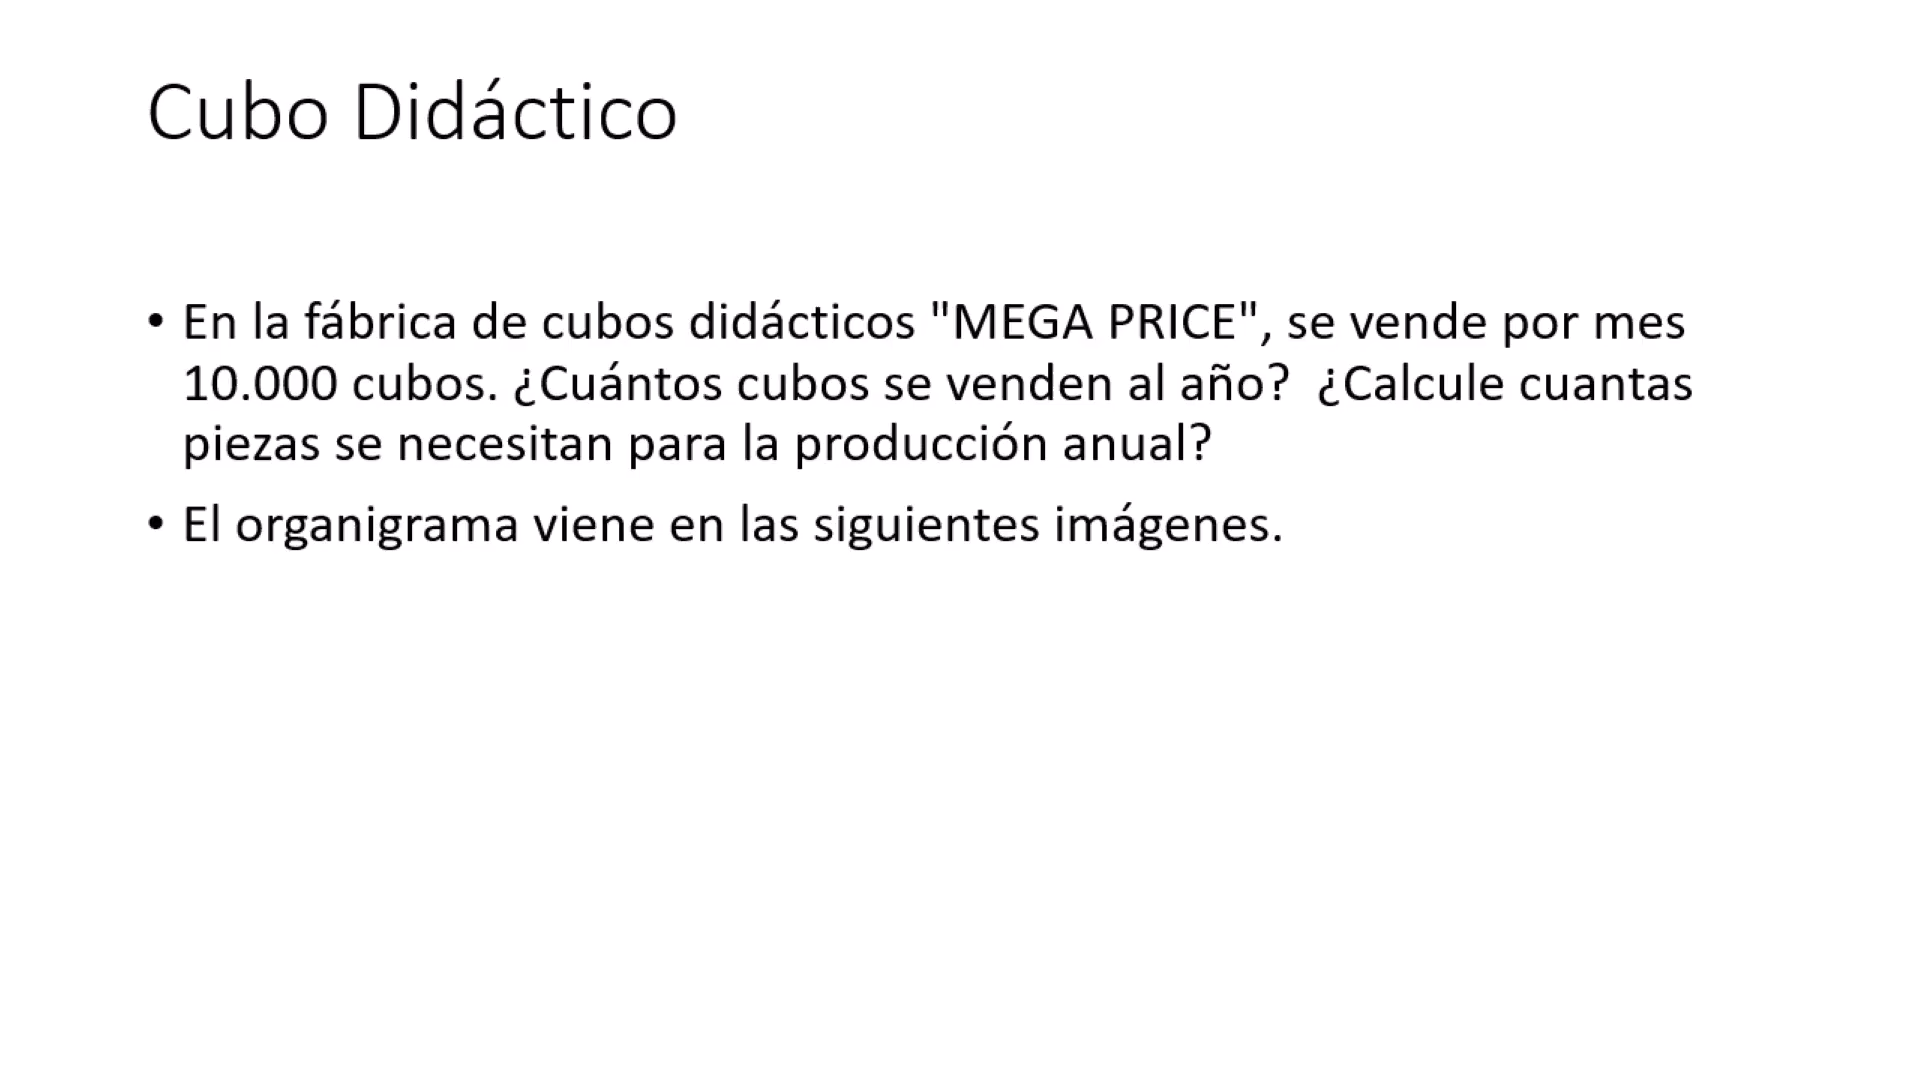 Cubo Didáctico
• En la fábrica de cubos didácticos "MEGA PRICE", se vende por mes
10.000 cubos. ¿Cuántos cubos se venden al año?  ¿Calcule cuantas
piezas se necesitan para la producción anual?
• El organigrama viene en las siguientes imágenes.